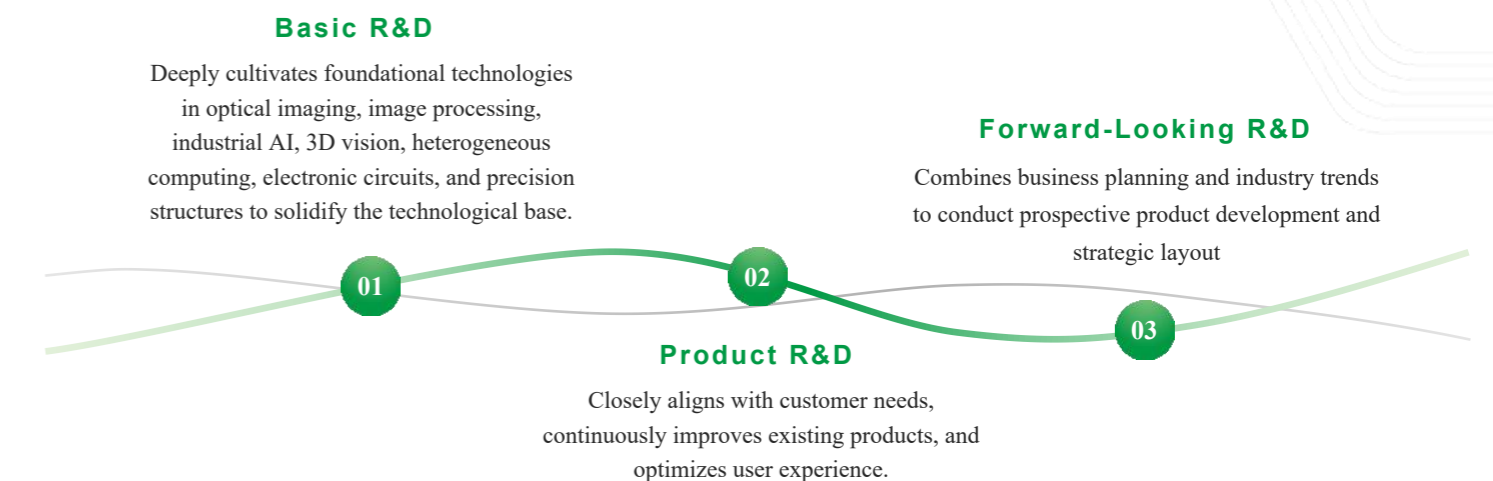 Basic R&D
Deeply cultivates foundational technologies
in optical imaging, image processing,
industrial AI, 3D vision, heterogeneous
computing, electronic circuits, and precision
structures to solidify the technological base.
01
02
Product R&D
Closely aligns with customer needs,
continuously improves existing products, and
optimizes user experience.
Forward-Looking R&D
Combines business planning and industry trends
to conduct prospective product development and
strategic layout
03